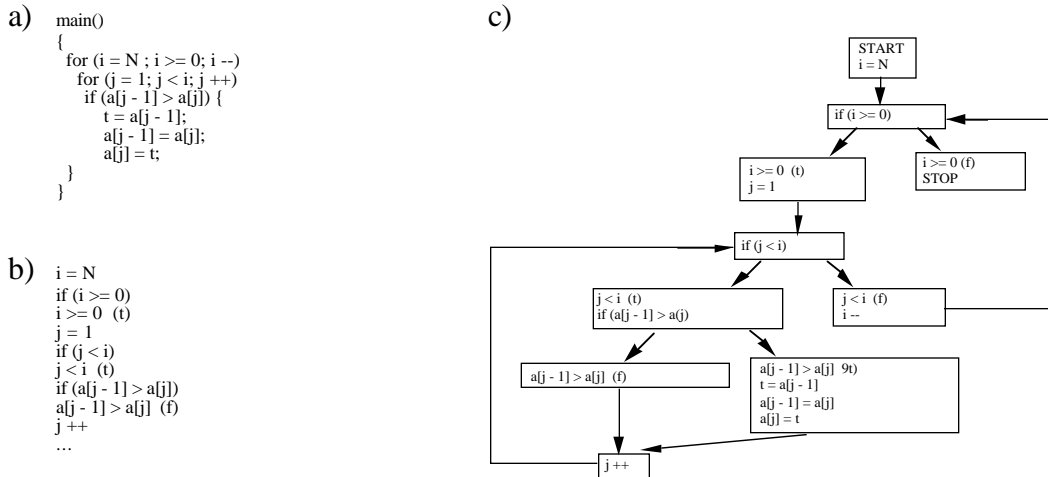 a)
main()
{
for (i = N ; i >= 0; i --)
for (j = 1; j < i; j ++)
if (a[j - 1] > a[j]) {
t = a[j - 1];
a[j - 1] = a[j];
a[j] = t;
}
}
b)
i = N
if (i >= 0)
i >= 0 (t)
j = 1
if (j < i)
j < i (t)
if (a[j - 1] > a[j])
a[j - 1] > a[j] (f)
j ++
...
c)
START
i = N
if (i >= 0)
i >= 0 (t)
j = 1
i >= 0 (f)
STOP
if (j < i)
j < i (t)
if (a[j - 1] > a(j)
j < i (f)
i --
a[j - 1] > a[j] (f)
a[j - 1] > a[j] 9t)
t = a[j - 1]
a[j - 1] = a[j]
a[j] = t
j ++